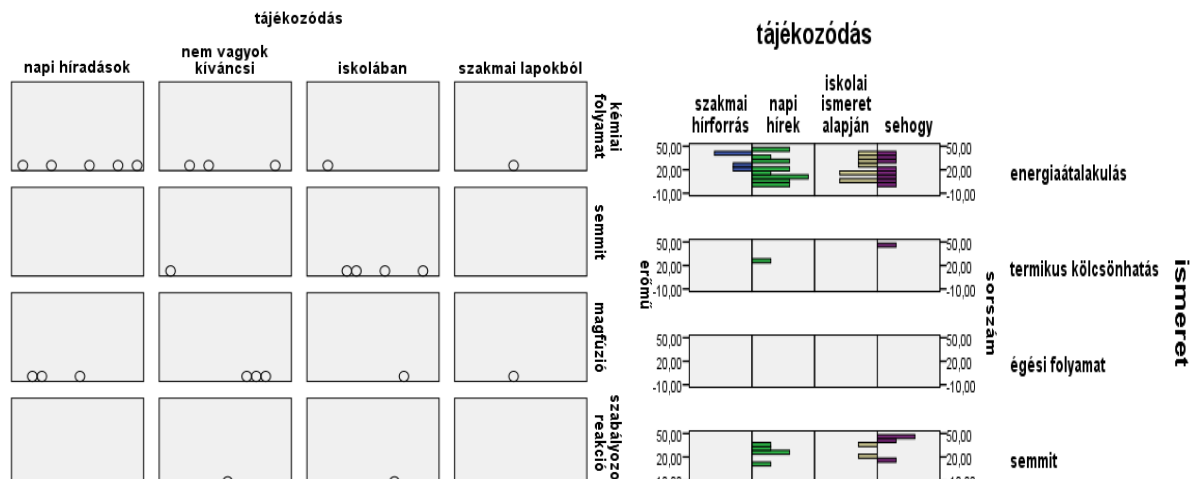 tájékozódás
napi híradások
nem vagyok
kíváncsi
iskolában
szakmai lapokból
kémiai
folyamat
semmit
magfúzió
szabályozo
reakció
tájékozódás
szakmai
hírforrás
napi
hírek
iskolai
ismeret
alapján
sehogy
50,00
20,00
-10,00
50,00
20,00
-10,00
energiaátalakulás
50,00
20,00
-10,00
50,00
20,00
-10,00
termikus kölcsönhatás
erőmű
sorszám
ismeret
50,00
20,00
-10,00
50,00
20,00
-10,00
égési folyamat
50,00
20,00
50,00
20,00
semmit